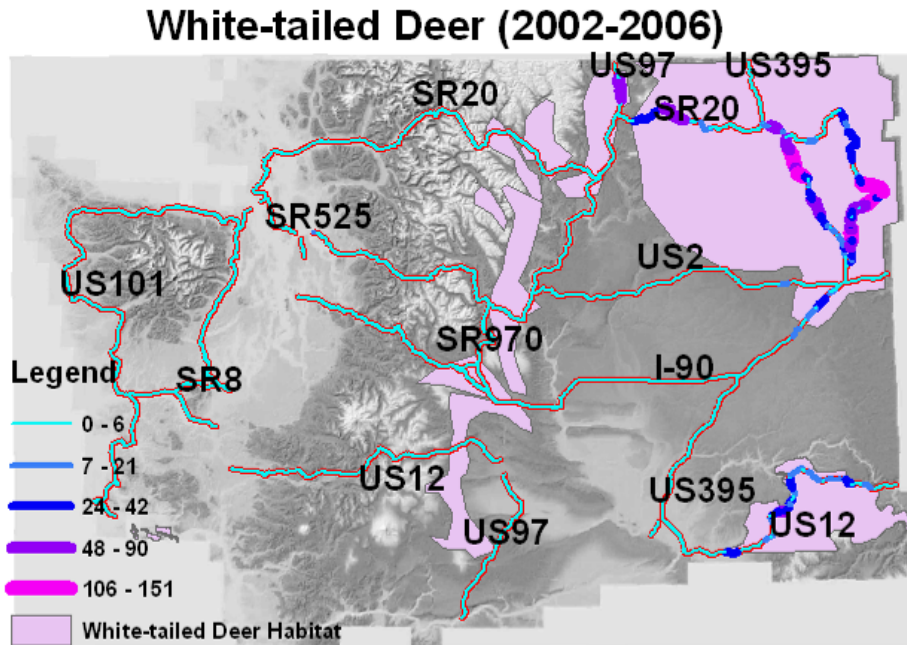 White-tailed Deer (2002-2006)
US97
US395
SR20
SR20
SR525
US2
US101
SR970
I-90
Legend
SR8
0 - 6
7 - 21
US12
US395
24 - 42
US12
US97
48 - 90
106 - 151
White-tailed Deer Habitat